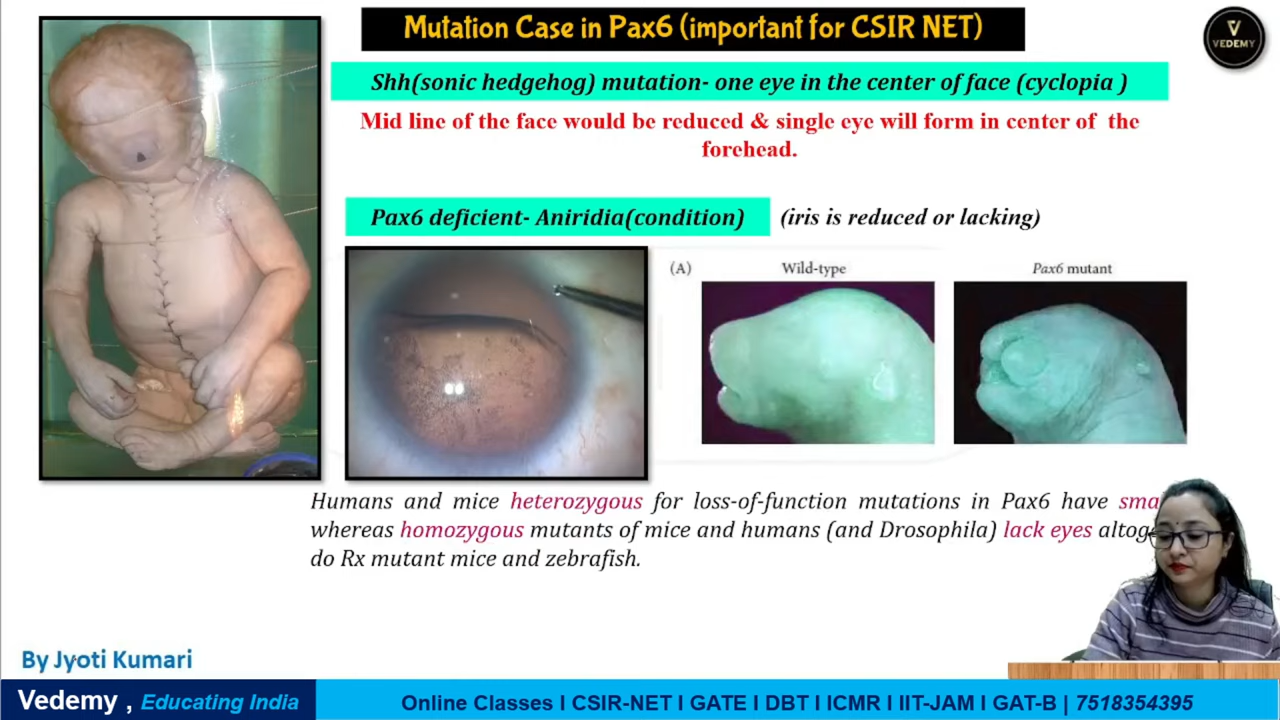 Mutation Case in Pax6 (important for CSIR NET)
VEDEMY
Shh(sonic hedgehog) mutation- one eye in the center of face (cyclopia )
Mid line of the face would be reduced & single eye will form in center of the
forehead.
Pax6 deficient- Aniridia(condition) (iris is reduced or lacking)
(A) Wild-type Pax6 mutant
Humans and mice heterozygous for loss-of-function mutations in Pax6 have
whereas homozygous mutants of mice and humans (and Drosophila) lack eyes
do Rx mutant mice and zebrafish.
By Jyoti Kumari
Vedemy , Educating India
Online Classes I CSIR-NET I GATE I DBT I ICMR I IIT-JAM I GAT-B | 7518354395